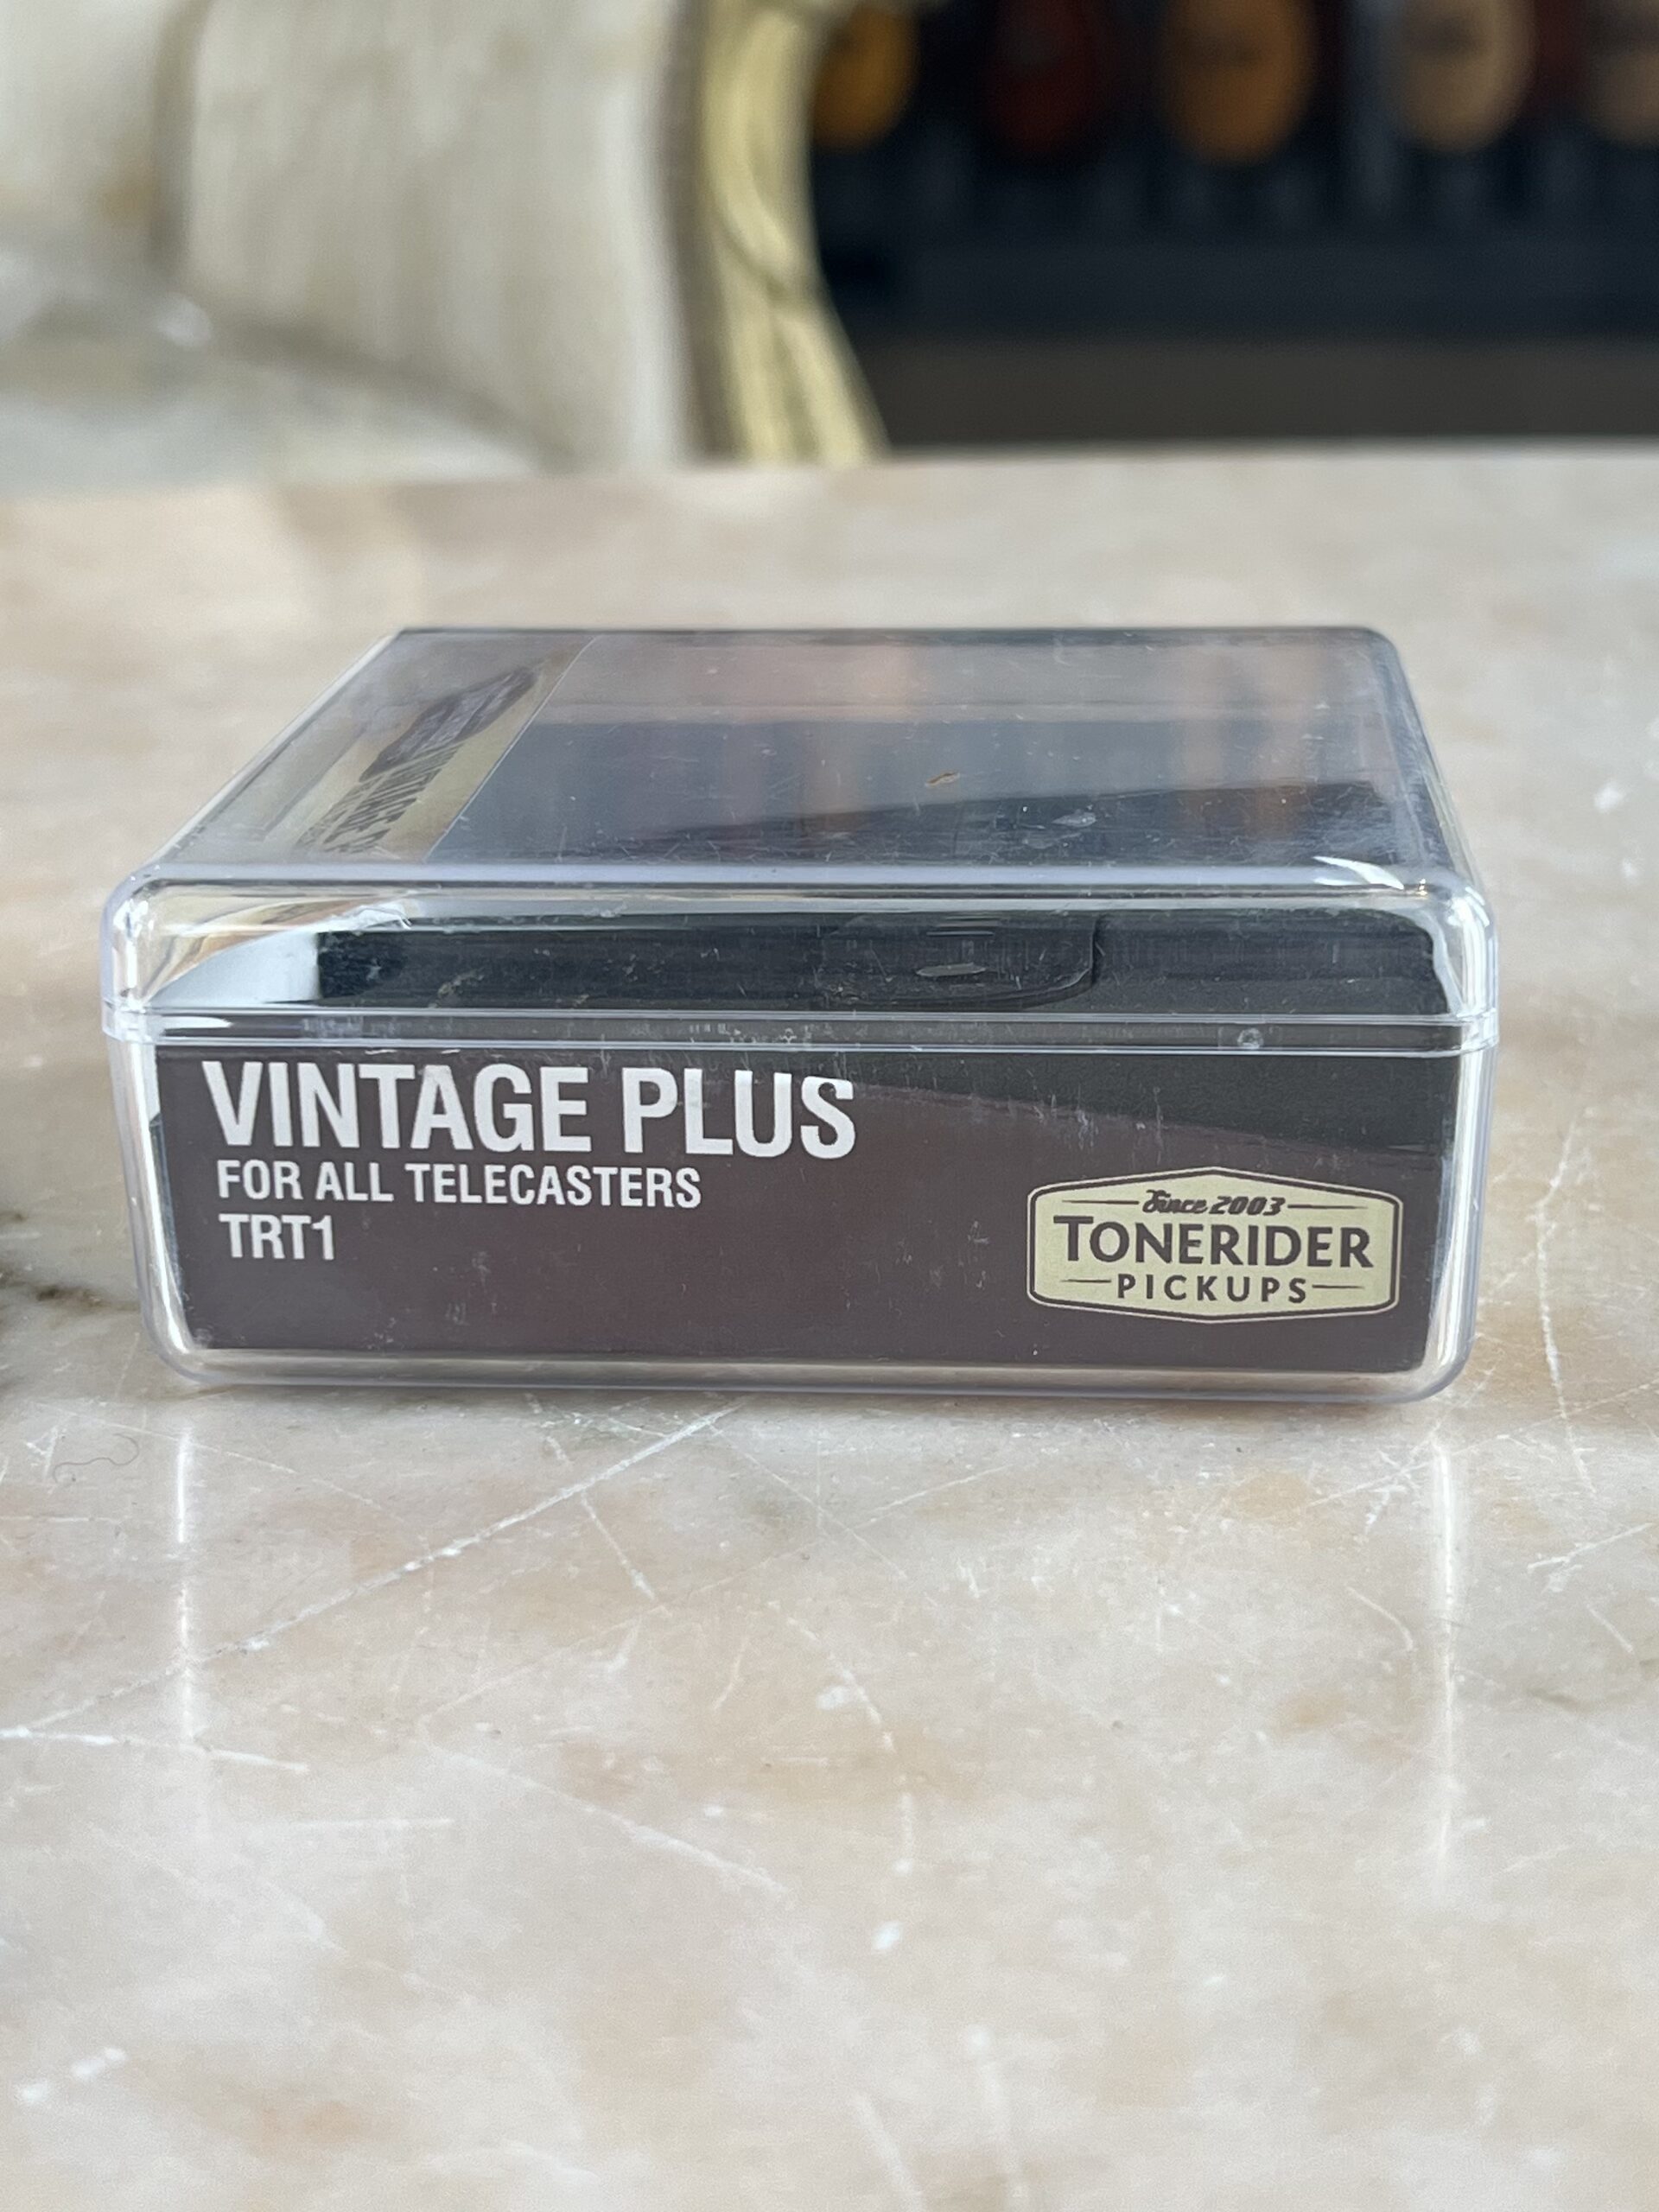 VINTAGE PLUS
FOR ALL TELECASTERS
TRT1
Since 2003
TONERIDER
PICKUPS